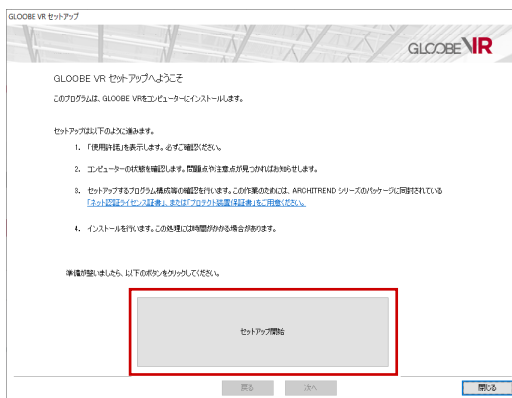 GLOOBE VR セットアップ
GLOOBE VR
GLOOBE VR セットアップへようこそ
このプログラムは、GLOOBE VRをコンピューターにインストールします。
セットアップは以下のように進みます。
1. 「使用許諾」を表示します。必ずご確認ください。
2. コンピューターの状態を確認します。問題点や注意点が見つかればお知らせします。
3. セットアップするプログラム構成等の確認を行います。この作業のためには、ARCHITREND シリーズのパッケージに同封されている
「ネット認証ライセンス証書」、または「プロテクト装置保証書」をご用意ください。
4. インストールを行います。この処理には時間がかかる場合があります。
準備が整いましたら、以下のボタンをクリックしてください。
セットアップ開始
戻る 次へ 閉じる